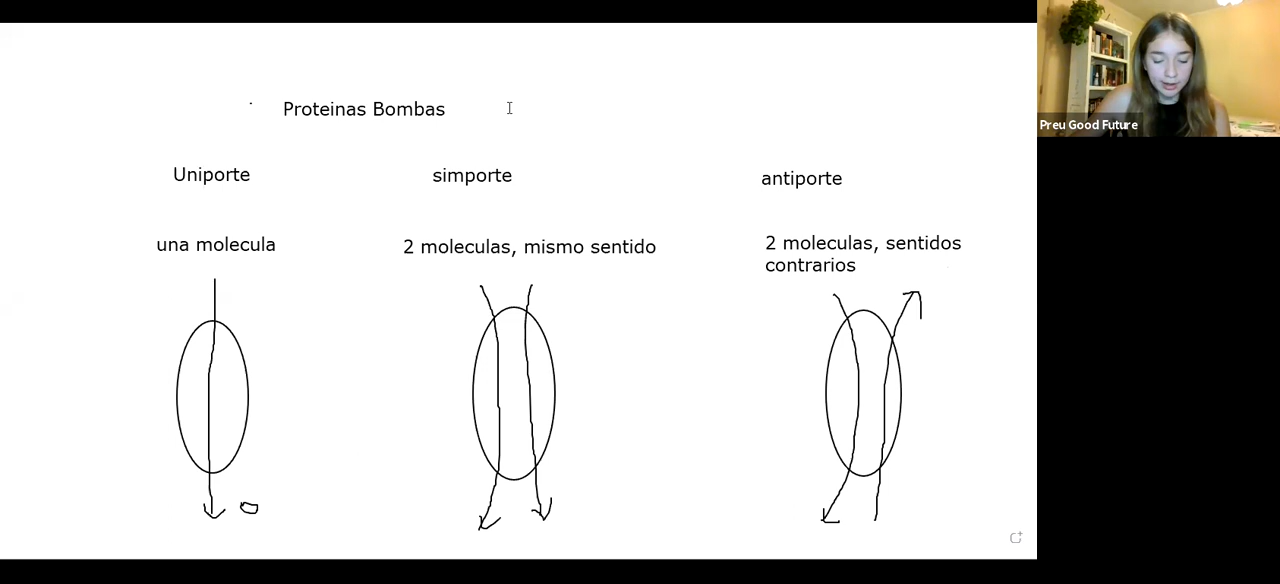 Proteinas Bombas
Preu Good Future
Uniporte
simporte
antiporte
una molecula
2 moleculas, mismo sentido
2 moleculas, sentidos
contrarios